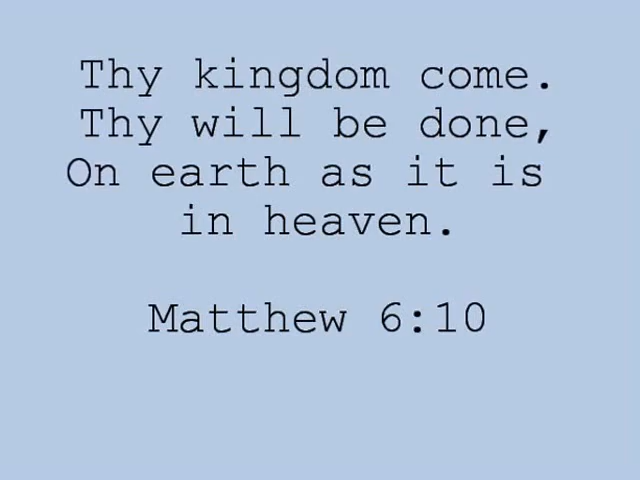 Thy kingdom come.
Thy will be done,
On earth as it is
in heaven.
Matthew 6:10